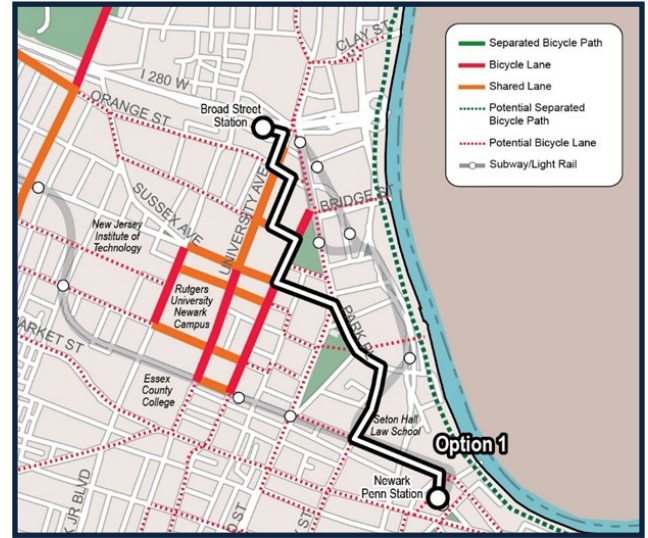 CLAY ST
I 280 W
Broad Street
Station
ORANGE ST
UNIVERSITY AVE
BRIDGE ST
SUSSEX AVE
New Jersey
Institute of
Technology
Rutgers
University
Newark
Campus
PARK PL
MARKET ST
Essex
County
College
Seton Hall
Law School
Option 1
Newark
Penn Station
K JR BLVD
Separated Bicycle Path
Bicycle Lane
Shared Lane
Potential Separated
Bicycle Path
Potential Bicycle Lane
Subway/Light Rail